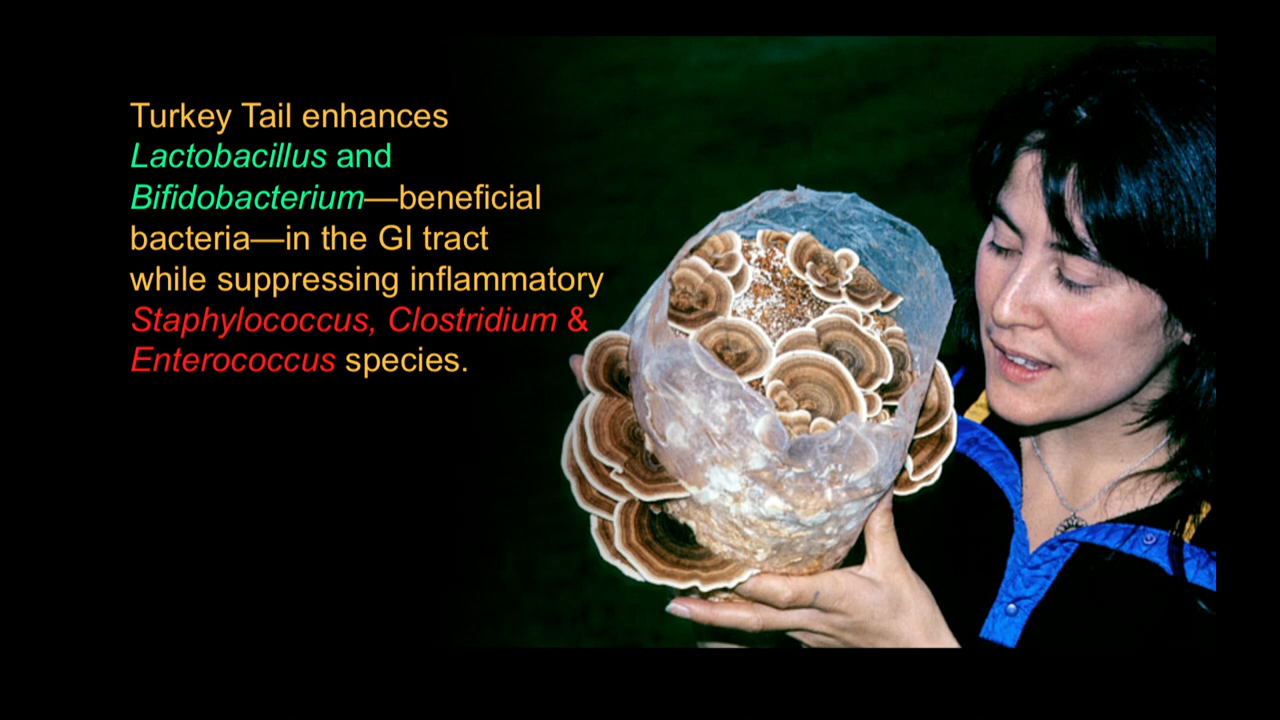 Turkey Tail enhances
Lactobacillus and
Bifidobacterium—beneficial
bacteria—in the GI tract
while suppressing inflammatory
Staphylococcus, Clostridium &
Enterococcus species.